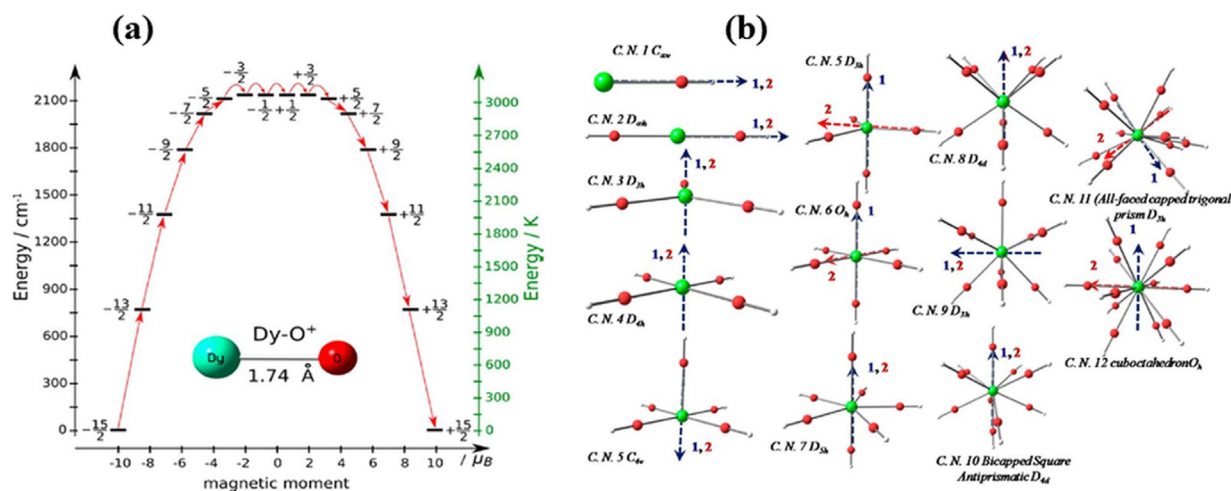 (a)
(b)
Energy / cm⁻¹
2100
1800
1500
1200
900
600
300
0
Energy / K
3000
2700
2400
2100
1800
1500
1200
900
600
300
0
−15/2
−13/2
−11/2
−9/2
−7/2
−5/2
−3/2
−1/2
+1/2
+3/2
+5/2
+7/2
+9/2
+11/2
+13/2
+15/2
Dy-O⁺
Dy
O
1.74 Å
-10 -8 -6 -4 -2 0 2 4 6 8 10 / μB
magnetic moment
C. N. 1 C∞v
1,2
C. N. 2 D∞h
1,2
C. N. 3 D3h
1,2
C. N. 4 D4h
1,2
C. N. 5 C4v
1,2
C. N. 5 D3h
1
2
C. N. 6 Oh
1
2
C. N. 7 D5h
1,2
C. N. 8 D4d
1,2
C. N. 9 D3h
1,2
C. N. 10 Bicapped Square
Antiprismatic D4d
1,2
C. N. 11 (All-faced capped trigonal
prism D3h
1
2
C. N. 12 cuboctahedronOh
1
2